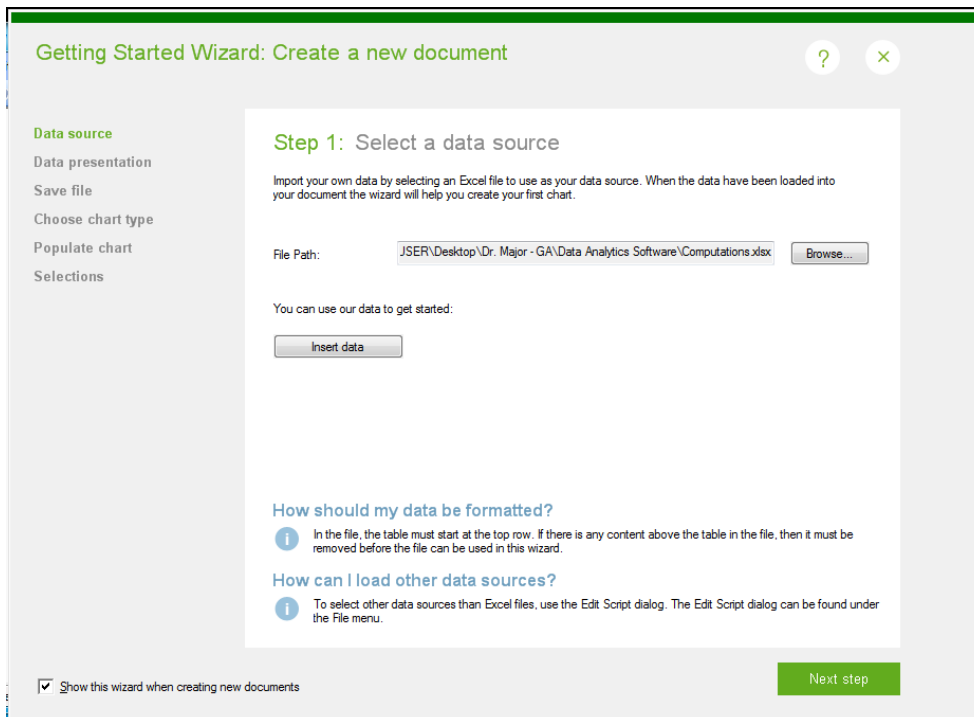 Getting Started Wizard: Create a new document
?
×
Data source
Data presentation
Save file
Choose chart type
Populate chart
Selections
Step 1: Select a data source
Import your own data by selecting an Excel file to use as your data source. When the data have been loaded into
your document the wizard will help you create your first chart.
File Path:
JSER\Desktop\Dr. Major - GA\Data Analytics Software\Computations.xlsx
Browse...
You can use our data to get started:
Insert data
How should my data be formatted?
i
In the file, the table must start at the top row. If there is any content above the table in the file, then it must be
removed before the file can be used in this wizard.
How can I load other data sources?
i
To select other data sources than Excel files, use the Edit Script dialog. The Edit Script dialog can be found under
the File menu.
Show this wizard when creating new documents
Next step